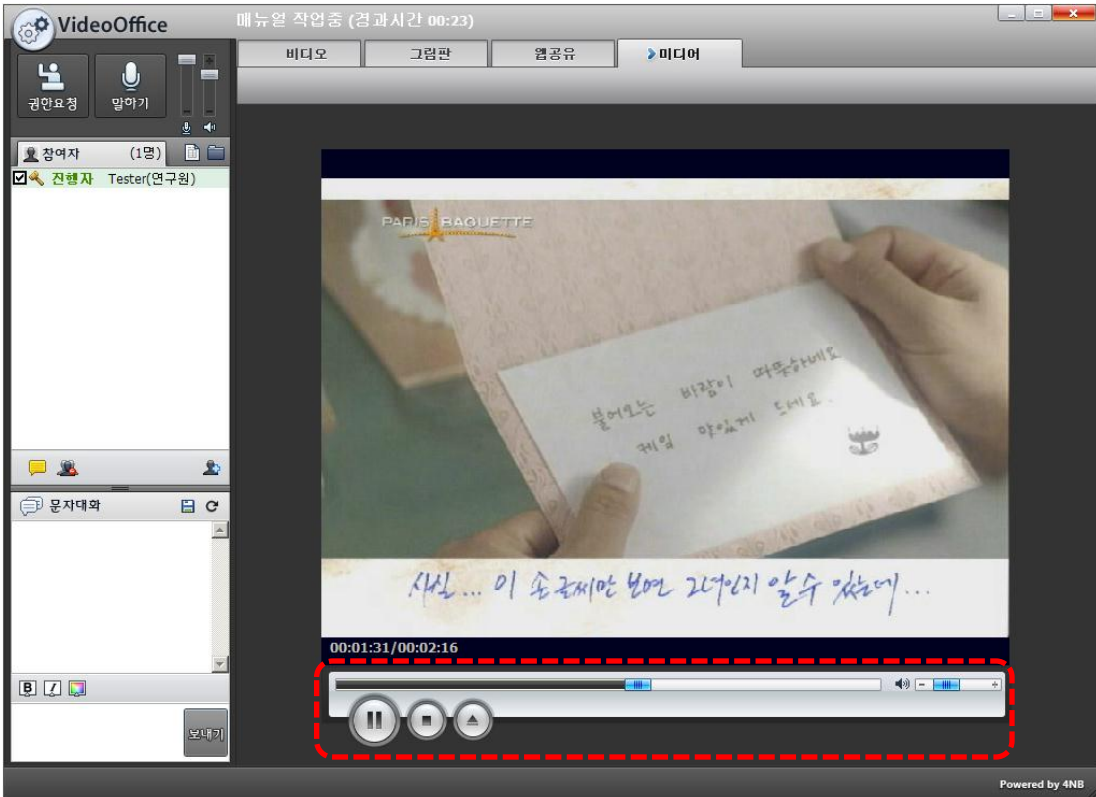 VideoOffice
매뉴얼 작업중 (경과시간 00:23)
비디오
그림판
웹공유
미디어
권한요청
말하기
참여자 (1명)
진행자 Tester(연구원)
PARIS BAGUETTE
불어오는 바람이 따뜻하네요
케잌 맛있게 드세요.
문자대화
사실... 이 손글씨만 보면 그녀인지 알 수 있는데...
00:01:31/00:02:16
B I
보내기
Powered by 4NB